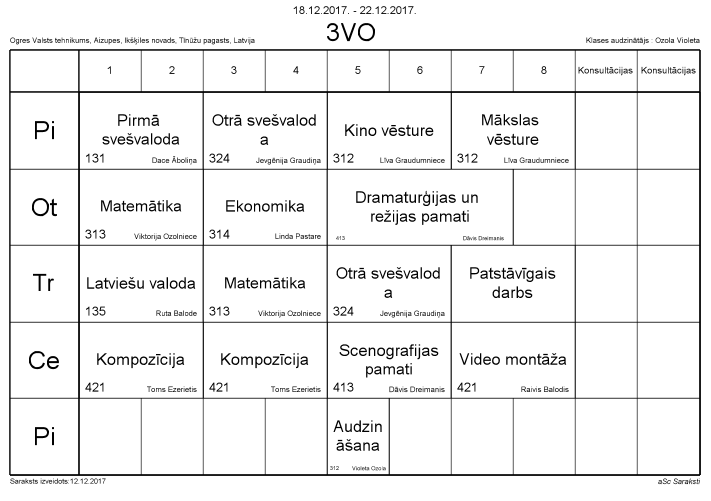 18.12.2017. - 22.12.2017.
3VO
Ogres Valsts tehnikums, Aizupes, Ikšķiles novads, Tīnūžu pagasts, Latvija
Klases audzinātājs : Ozola Violeta
1 2 3 4 5 6 7 8 Konsultācijas Konsultācijas
Pi
Pirmā
svešvaloda
131 Dace Āboliņa
Otrā svešvalod
a
324 Jevgēnija Graudiņa
Kino vēsture
312 Līva Graudumniece
Mākslas
vēsture
312 Līva Graudumniece
Ot
Matemātika
313 Viktorija Ozolniece
Ekonomika
314 Linda Pastare
Dramaturģijas un
režijas pamati
413 Dāvis Dreimanis
Tr
Latviešu valoda
135 Ruta Balode
Matemātika
313 Viktorija Ozolniece
Otrā svešvalod
a
324 Jevgēnija Graudiņa
Patstāvīgais
darbs
Ce
Kompozīcija
421 Toms Ezerietis
Kompozīcija
421 Toms Ezerietis
Scenografijas
pamati
413 Dāvis Dreimanis
Video montāža
421 Raivis Balodis
Pi
Audzin
āšana
312 Violeta Ozola
Saraksts izveidots:12.12.2017
aSc Saraksti